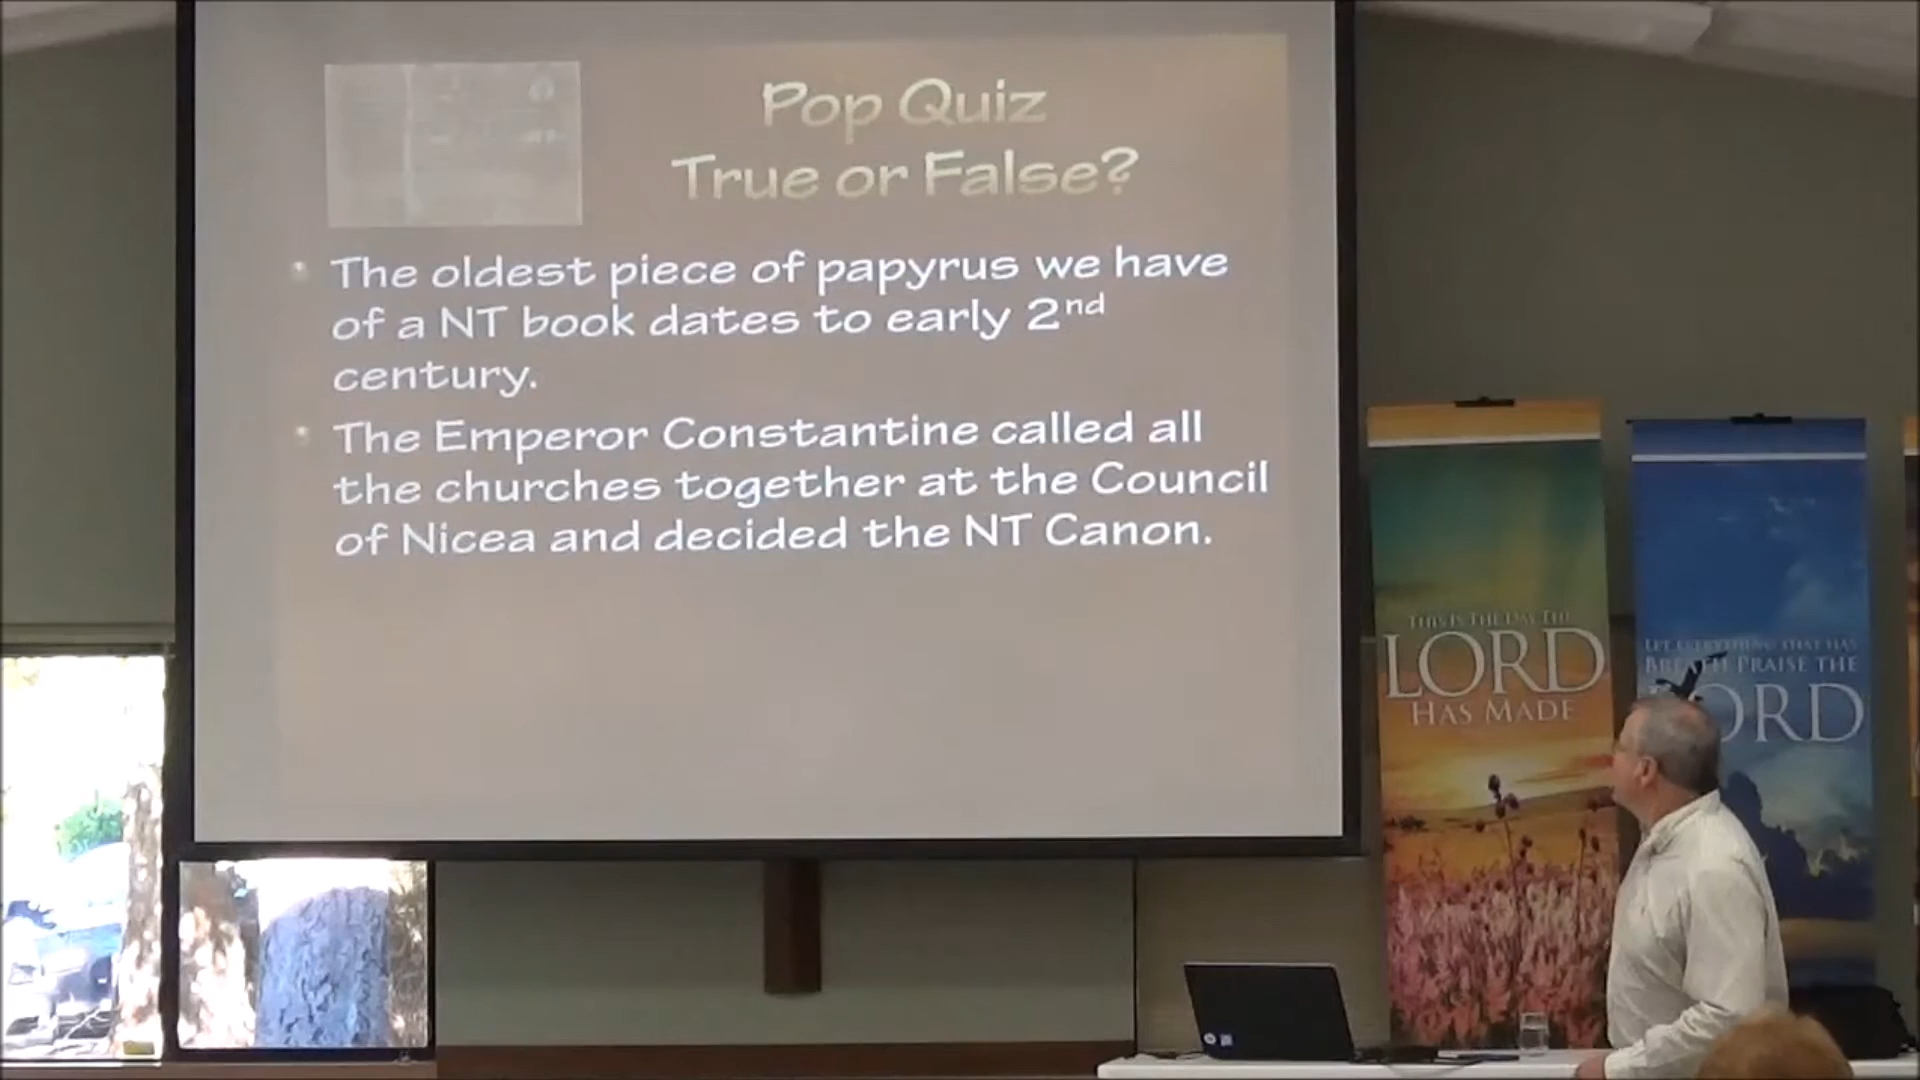 Pop Quiz
True or False?
The oldest piece of papyrus we have
of a NT book dates to early 2nd
century.
The Emperor Constantine called all
the churches together at the Council
of Nicea and decided the NT Canon.
THIS IS THE DAY THE
LORD
HAS MADE
LET EVERYTHING THAT HAS
BREATH PRAISE THE
LORD
hp